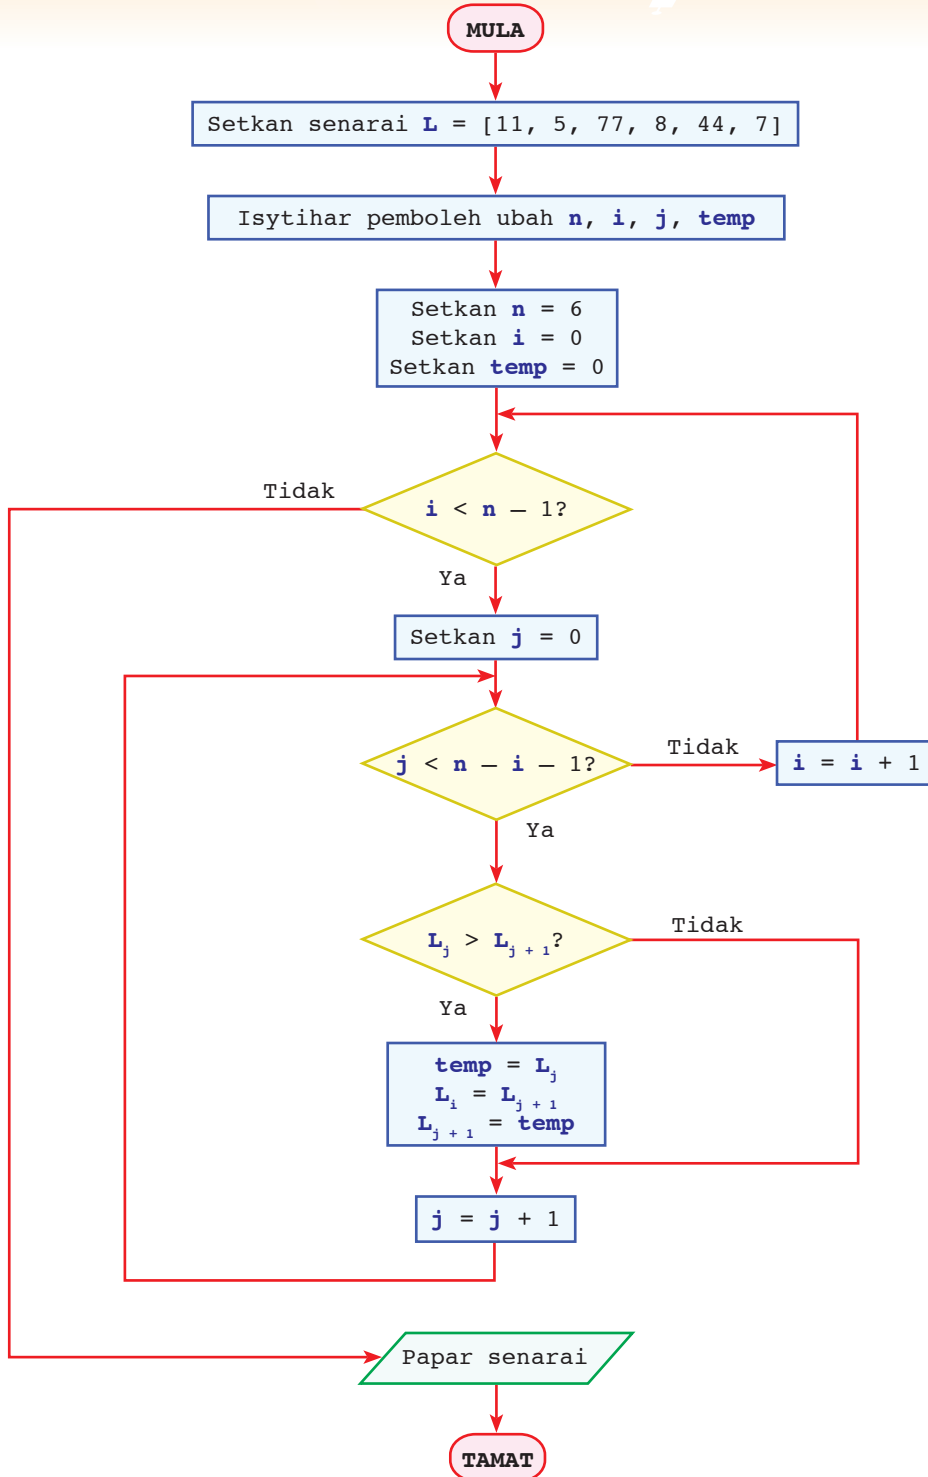 MULA
Setkan senarai L = [11, 5, 77, 8, 44, 7]
Isytihar pemboleh ubah n, i, j, temp
Setkan n = 6
Setkan i = 0
Setkan temp = 0
Tidak
i < n – 1?
Ya
Setkan j = 0
j < n – i – 1?
Tidak
i = i + 1
Ya
Lj > Lj + 1?
Tidak
Ya
temp = Lj
Li = Lj + 1
Lj + 1 = temp
j = j + 1
Papar senarai
TAMAT